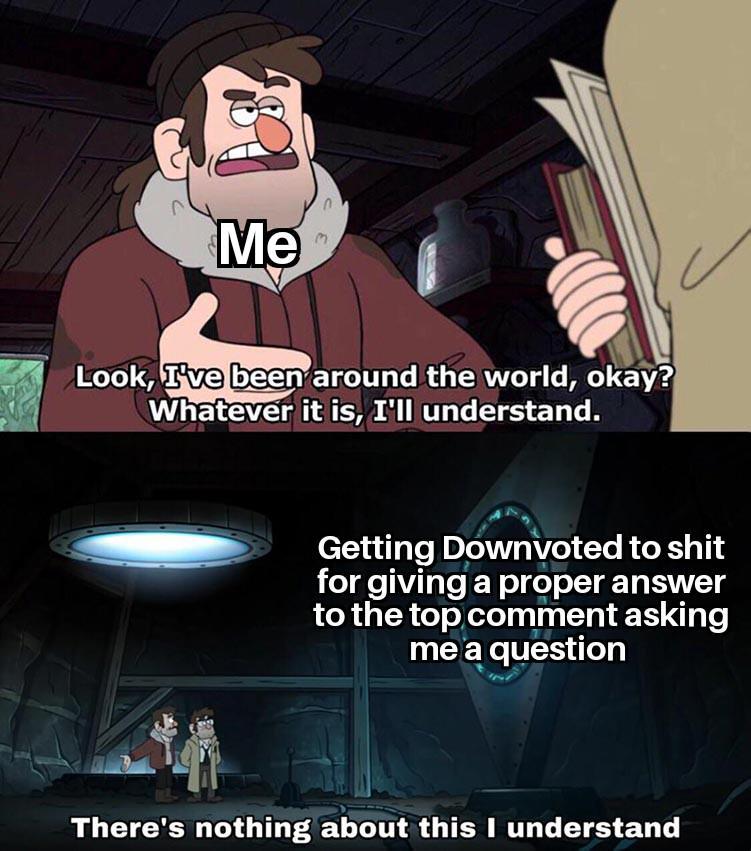 Me
Look, I've been around the world, okay?
Whatever it is, I'll understand.
Getting Downvoted to shit
for giving a proper answer
to the top comment asking
me a question
There's nothing about this I understand